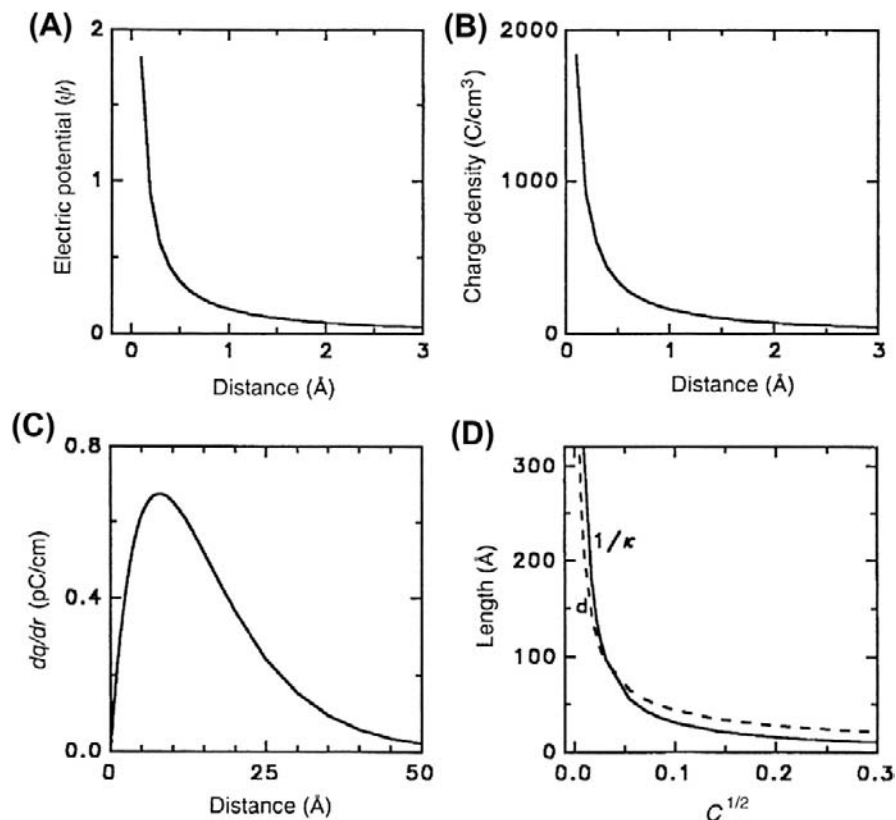 (A)
2
1
0
Electric potential (ψ)
0 1 2 3
Distance (Å)
(B)
2000
1000
0
Charge density (C/cm³)
0 1 2 3
Distance (Å)
(C)
0.8
0.4
0.0
dq/dr (pC/cm)
0 25 50
Distance (Å)
(D)
300
200
100
0
Length (Å)
1/κ
d
0.0 0.1 0.2 0.3
C^{1/2}